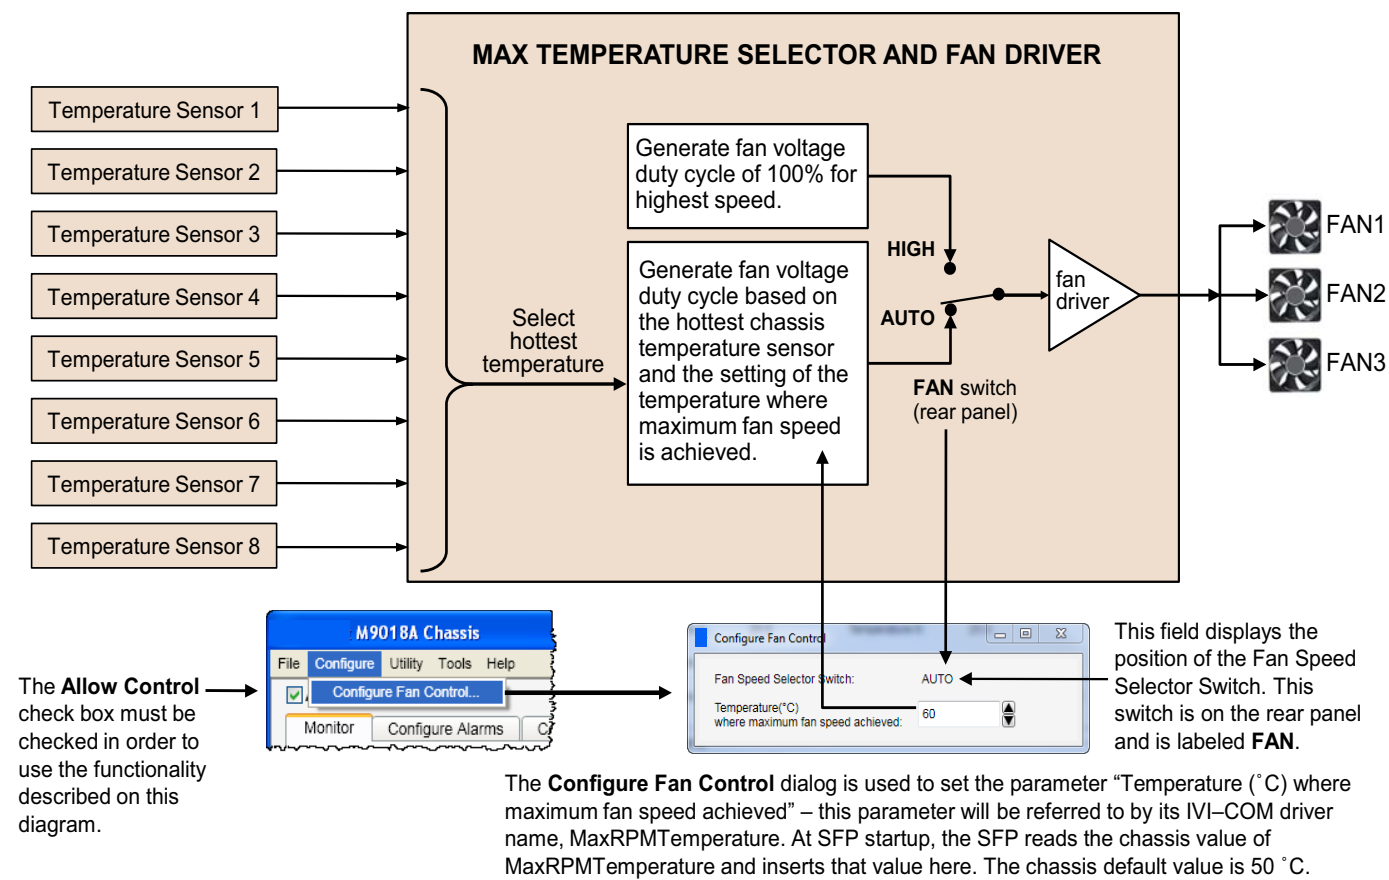 MAX TEMPERATURE SELECTOR AND FAN DRIVER
Temperature Sensor 1
Temperature Sensor 2
Temperature Sensor 3
Temperature Sensor 4
Temperature Sensor 5
Temperature Sensor 6
Temperature Sensor 7
Temperature Sensor 8
Select
hottest
temperature
Generate fan voltage
duty cycle of 100% for
highest speed.
Generate fan voltage
duty cycle based on
the hottest chassis
temperature sensor
and the setting of the
temperature where
maximum fan speed
is achieved.
HIGH
AUTO
FAN switch
(rear panel)
fan
driver
FAN1
FAN2
FAN3
The Allow Control
check box must be
checked in order to
use the functionality
described on this
diagram.
M9018A Chassis
File Configure Utility Tools Help
Configure Fan Control...
Monitor Configure Alarms
Configure Fan Control
Fan Speed Selector Switch: AUTO
Temperature(°C)
where maximum fan speed achieved: 60
This field displays the
position of the Fan Speed
Selector Switch. This
switch is on the rear panel
and is labeled FAN.
The Configure Fan Control dialog is used to set the parameter “Temperature (˚C) where
maximum fan speed achieved” – this parameter will be referred to by its IVI–COM driver
name, MaxRPMTemperature. At SFP startup, the SFP reads the chassis value of
MaxRPMTemperature and inserts that value here. The chassis default value is 50 ˚C.